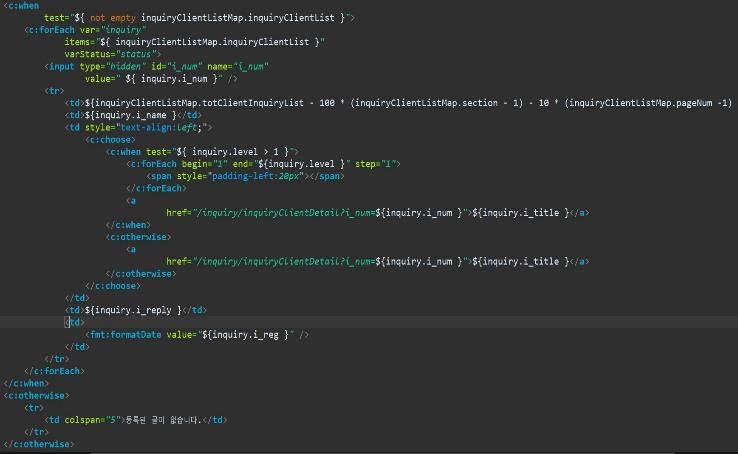 <c:when
test="${ not empty inquiryClientListMap.inquiryClientList }">
<c:forEach var="inquiry"
items="${ inquiryClientListMap.inquiryClientList }"
varStatus="status">
<input type="hidden" id="i_num" name="i_num"
value=" ${ inquiry.i_num }" />
<tr>
<td>${inquiryClientListMap.totClientInquiryList - 100 * (inquiryClientListMap.section - 1) - 10 * (inquiryClientListMap.pageNum -1)
<td>${inquiry.i_name }</td>
<td style="text-align:left;">
<c:choose>
<c:when test="${ inquiry.level > 1 }">
<c:forEach begin="1" end="${inquiry.level }" step="1">
<span style="padding-left:20px"></span>
</c:forEach>
<a
href="/inquiry/inquiryClientDetail?i_num=${inquiry.i_num }">${inquiry.i_title }</a>
</c:when>
<c:otherwise>
<a
href="/inquiry/inquiryClientDetail?i_num=${inquiry.i_num }">${inquiry.i_title }</a>
</c:otherwise>
</c:choose>
</td>
<td>${inquiry.i_reply }</td>
<td>
<fmt:formatDate value="${inquiry.i_reg }" />
</td>
</tr>
</c:forEach>
</c:when>
<c:otherwise>
<tr>
<td colspan="5">등록된 글이 없습니다.</td>
</tr>
</c:otherwise>